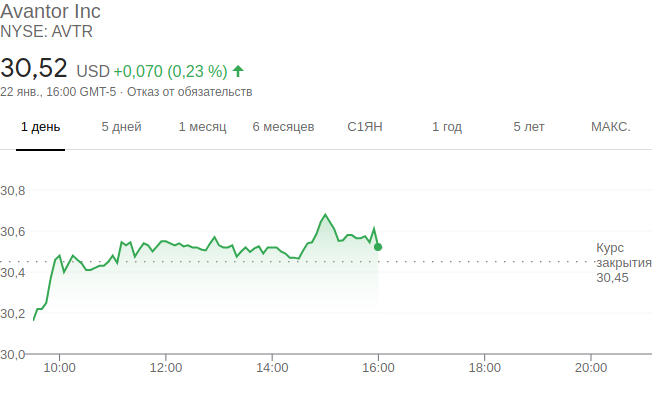 Avantor Inc
NYSE: AVTR
30,52 USD +0,070 (0,23 %)
22 янв., 16:00 GMT-5 · Отказ от обязательств
1 день 5 дней 1 месяц 6 месяцев С1ЯН 1 год 5 лет МАКС.
30,8
30,6
Курс
закрытия
30,45
30,4
30,2
30,0
10:00 12:00 14:00 16:00 18:00 20:00